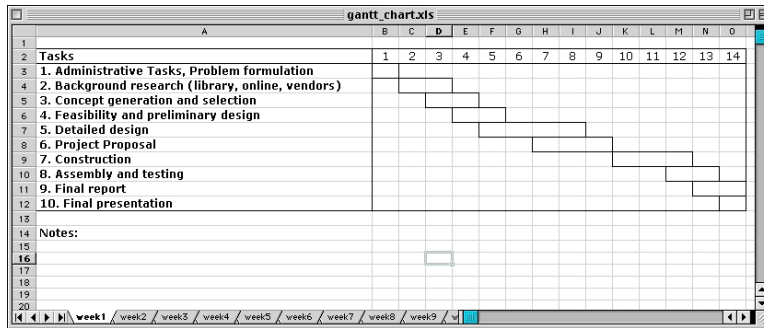 gantt_chart.xls
A B C D E F G H I J K L M N O
1
2 Tasks 1 2 3 4 5 6 7 8 9 10 11 12 13 14
3 1. Administrative Tasks, Problem formulation
4 2. Background research (library, online, vendors)
5 3. Concept generation and selection
6 4. Feasibility and preliminary design
7 5. Detailed design
8 6. Project Proposal
9 7. Construction
10 8. Assembly and testing
11 9. Final report
12 10. Final presentation
13
14 Notes:
15
16
17
18
19
20
week1 week2 week3 week4 week5 week6 week7 week8 week9 w